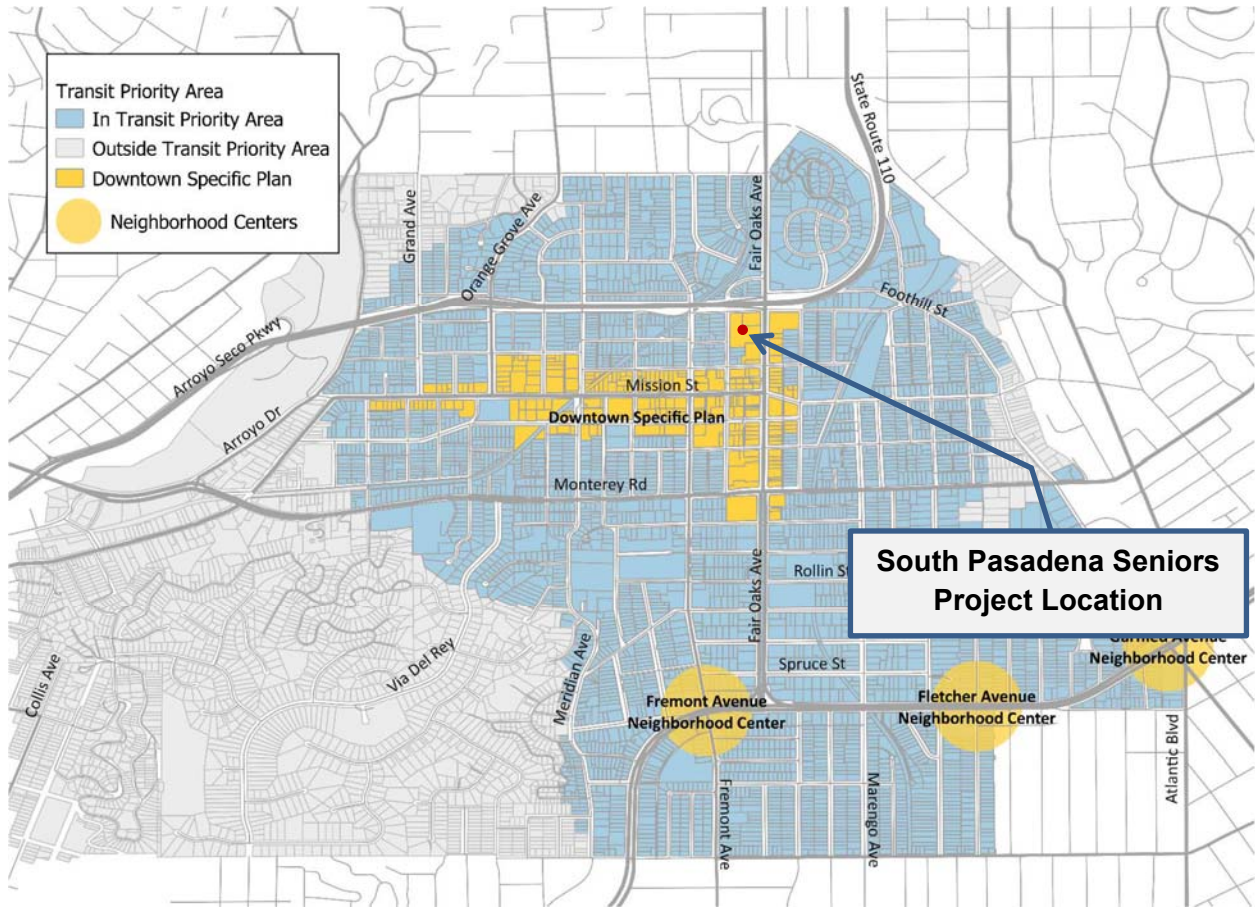 Transit Priority Area
In Transit Priority Area
Outside Transit Priority Area
Downtown Specific Plan
Neighborhood Centers
State Route 110
Grand Ave
Orange Grove Ave
Fair Oaks Ave
Foothill St
Arroyo Seco Pkwy
Mission St
Downtown Specific Plan
Arroyo Dr
Monterey Rd
South Pasadena Seniors
Project Location
Rollin St
Fair Oaks Ave
Neighborhood Center
Spruce St
Via Del Rey
Meridian Ave
Collis Ave
Fremont Avenue
Neighborhood Center
Fletcher Avenue
Neighborhood Center
Atlantic Blvd
Fremont Ave
Marengo Ave